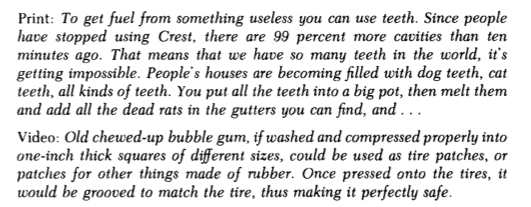 Print: To get fuel from something useless you can use teeth. Since people
have stopped using Crest, there are 99 percent more cavities than ten
minutes ago. That means that we have so many teeth in the world, it's
getting impossible. People's houses are becoming filled with dog teeth, cat
teeth, all kinds of teeth. You put all the teeth into a big pot, then melt them
and add all the dead rats in the gutters you can find, and . . .
Video: Old chewed-up bubble gum, if washed and compressed properly into
one-inch thick squares of different sizes, could be used as tire patches, or
patches for other things made of rubber. Once pressed onto the tires, it
would be grooved to match the tire, thus making it perfectly safe.